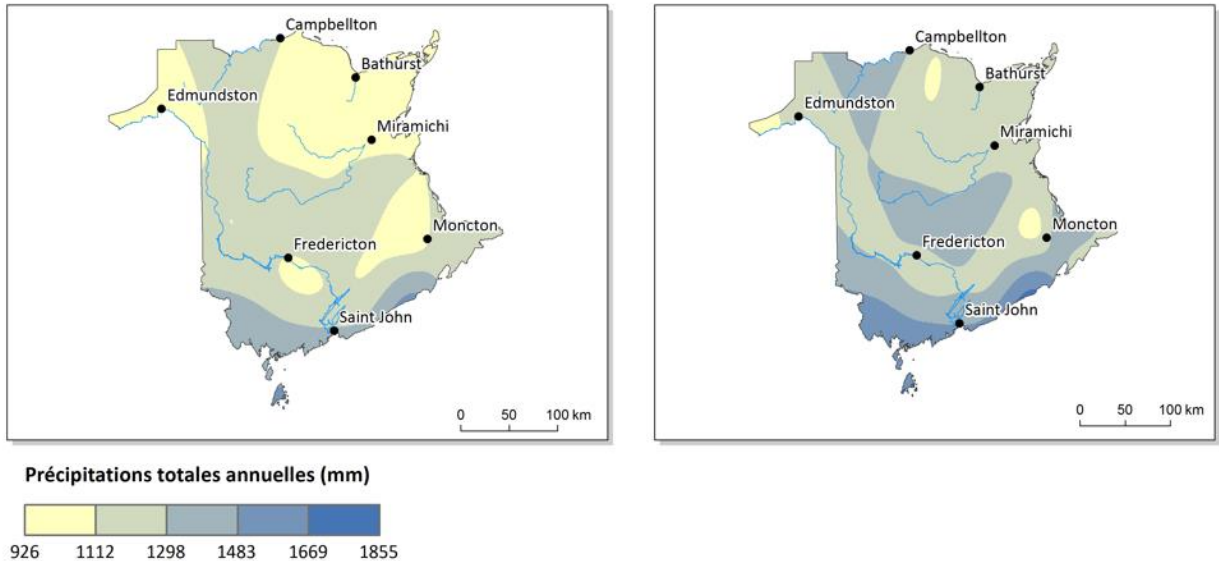 Campbellton
Bathurst
Edmundston
Miramichi
Moncton
Fredericton
Saint John
0 50 100 km
Campbellton
Bathurst
Edmundston
Miramichi
Moncton
Fredericton
Saint John
0 50 100 km
Précipitations totales annuelles (mm)
926 1112 1298 1483 1669 1855